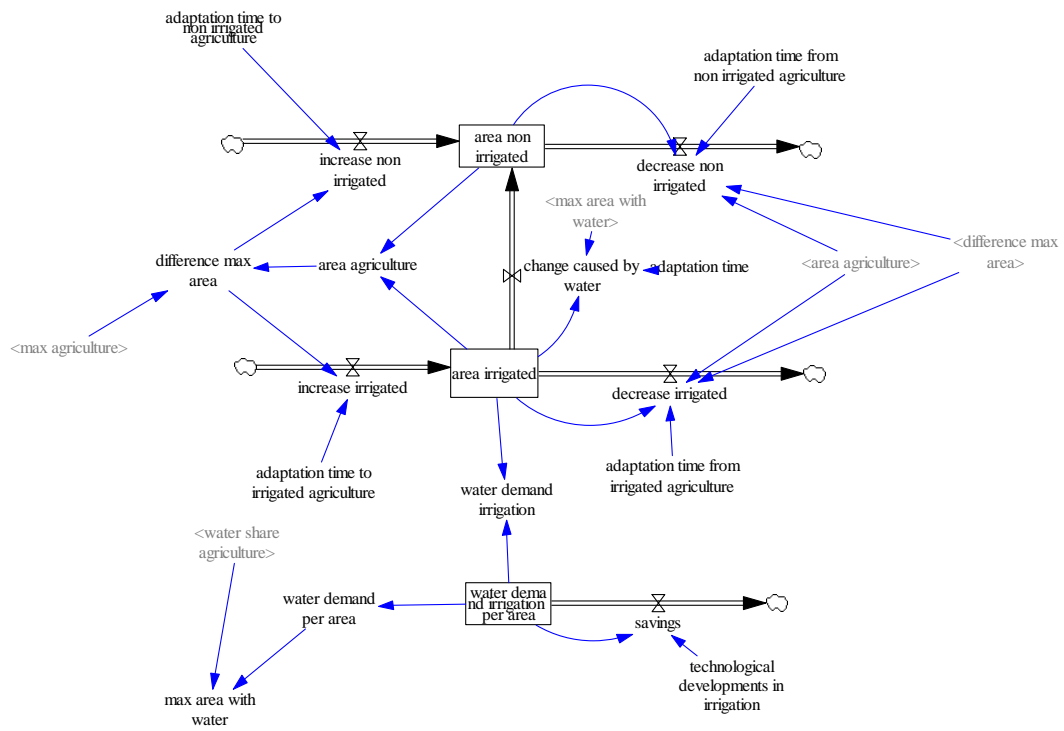 adaptation time to
non irrigated
agriculture
adaptation time from
non irrigated agriculture
area non
irrigated
increase non
irrigated
decrease non
irrigated
<max area with
water>
<difference max
area>
difference max
area
area agriculture
change caused by
water
adaptation time
<area agriculture>
<max agriculture>
area irrigated
increase irrigated
decrease irrigated
adaptation time to
irrigated agriculture
adaptation time from
irrigated agriculture
water demand
irrigation
<water share
agriculture>
water demand
per area
water dema
nd irrigation
per area
savings
technological
developments in
irrigation
max area with
water